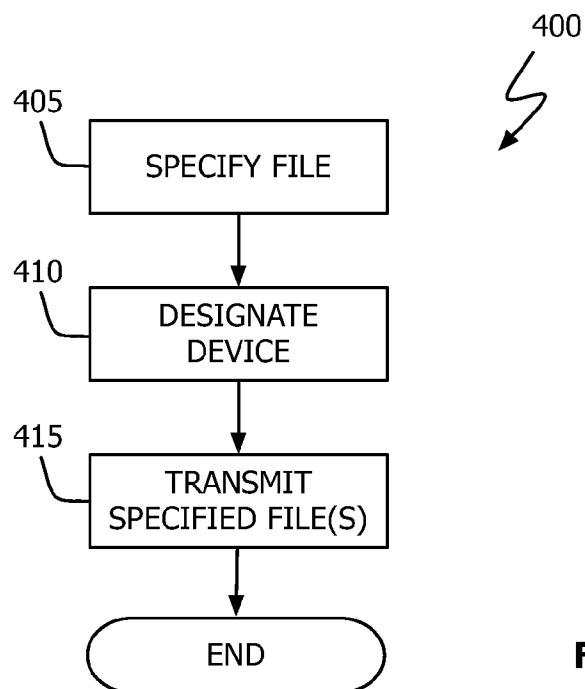 400
405
SPECIFY FILE
410
DESIGNATE
DEVICE
415
TRANSMIT
SPECIFIED FILE(S)
END
F